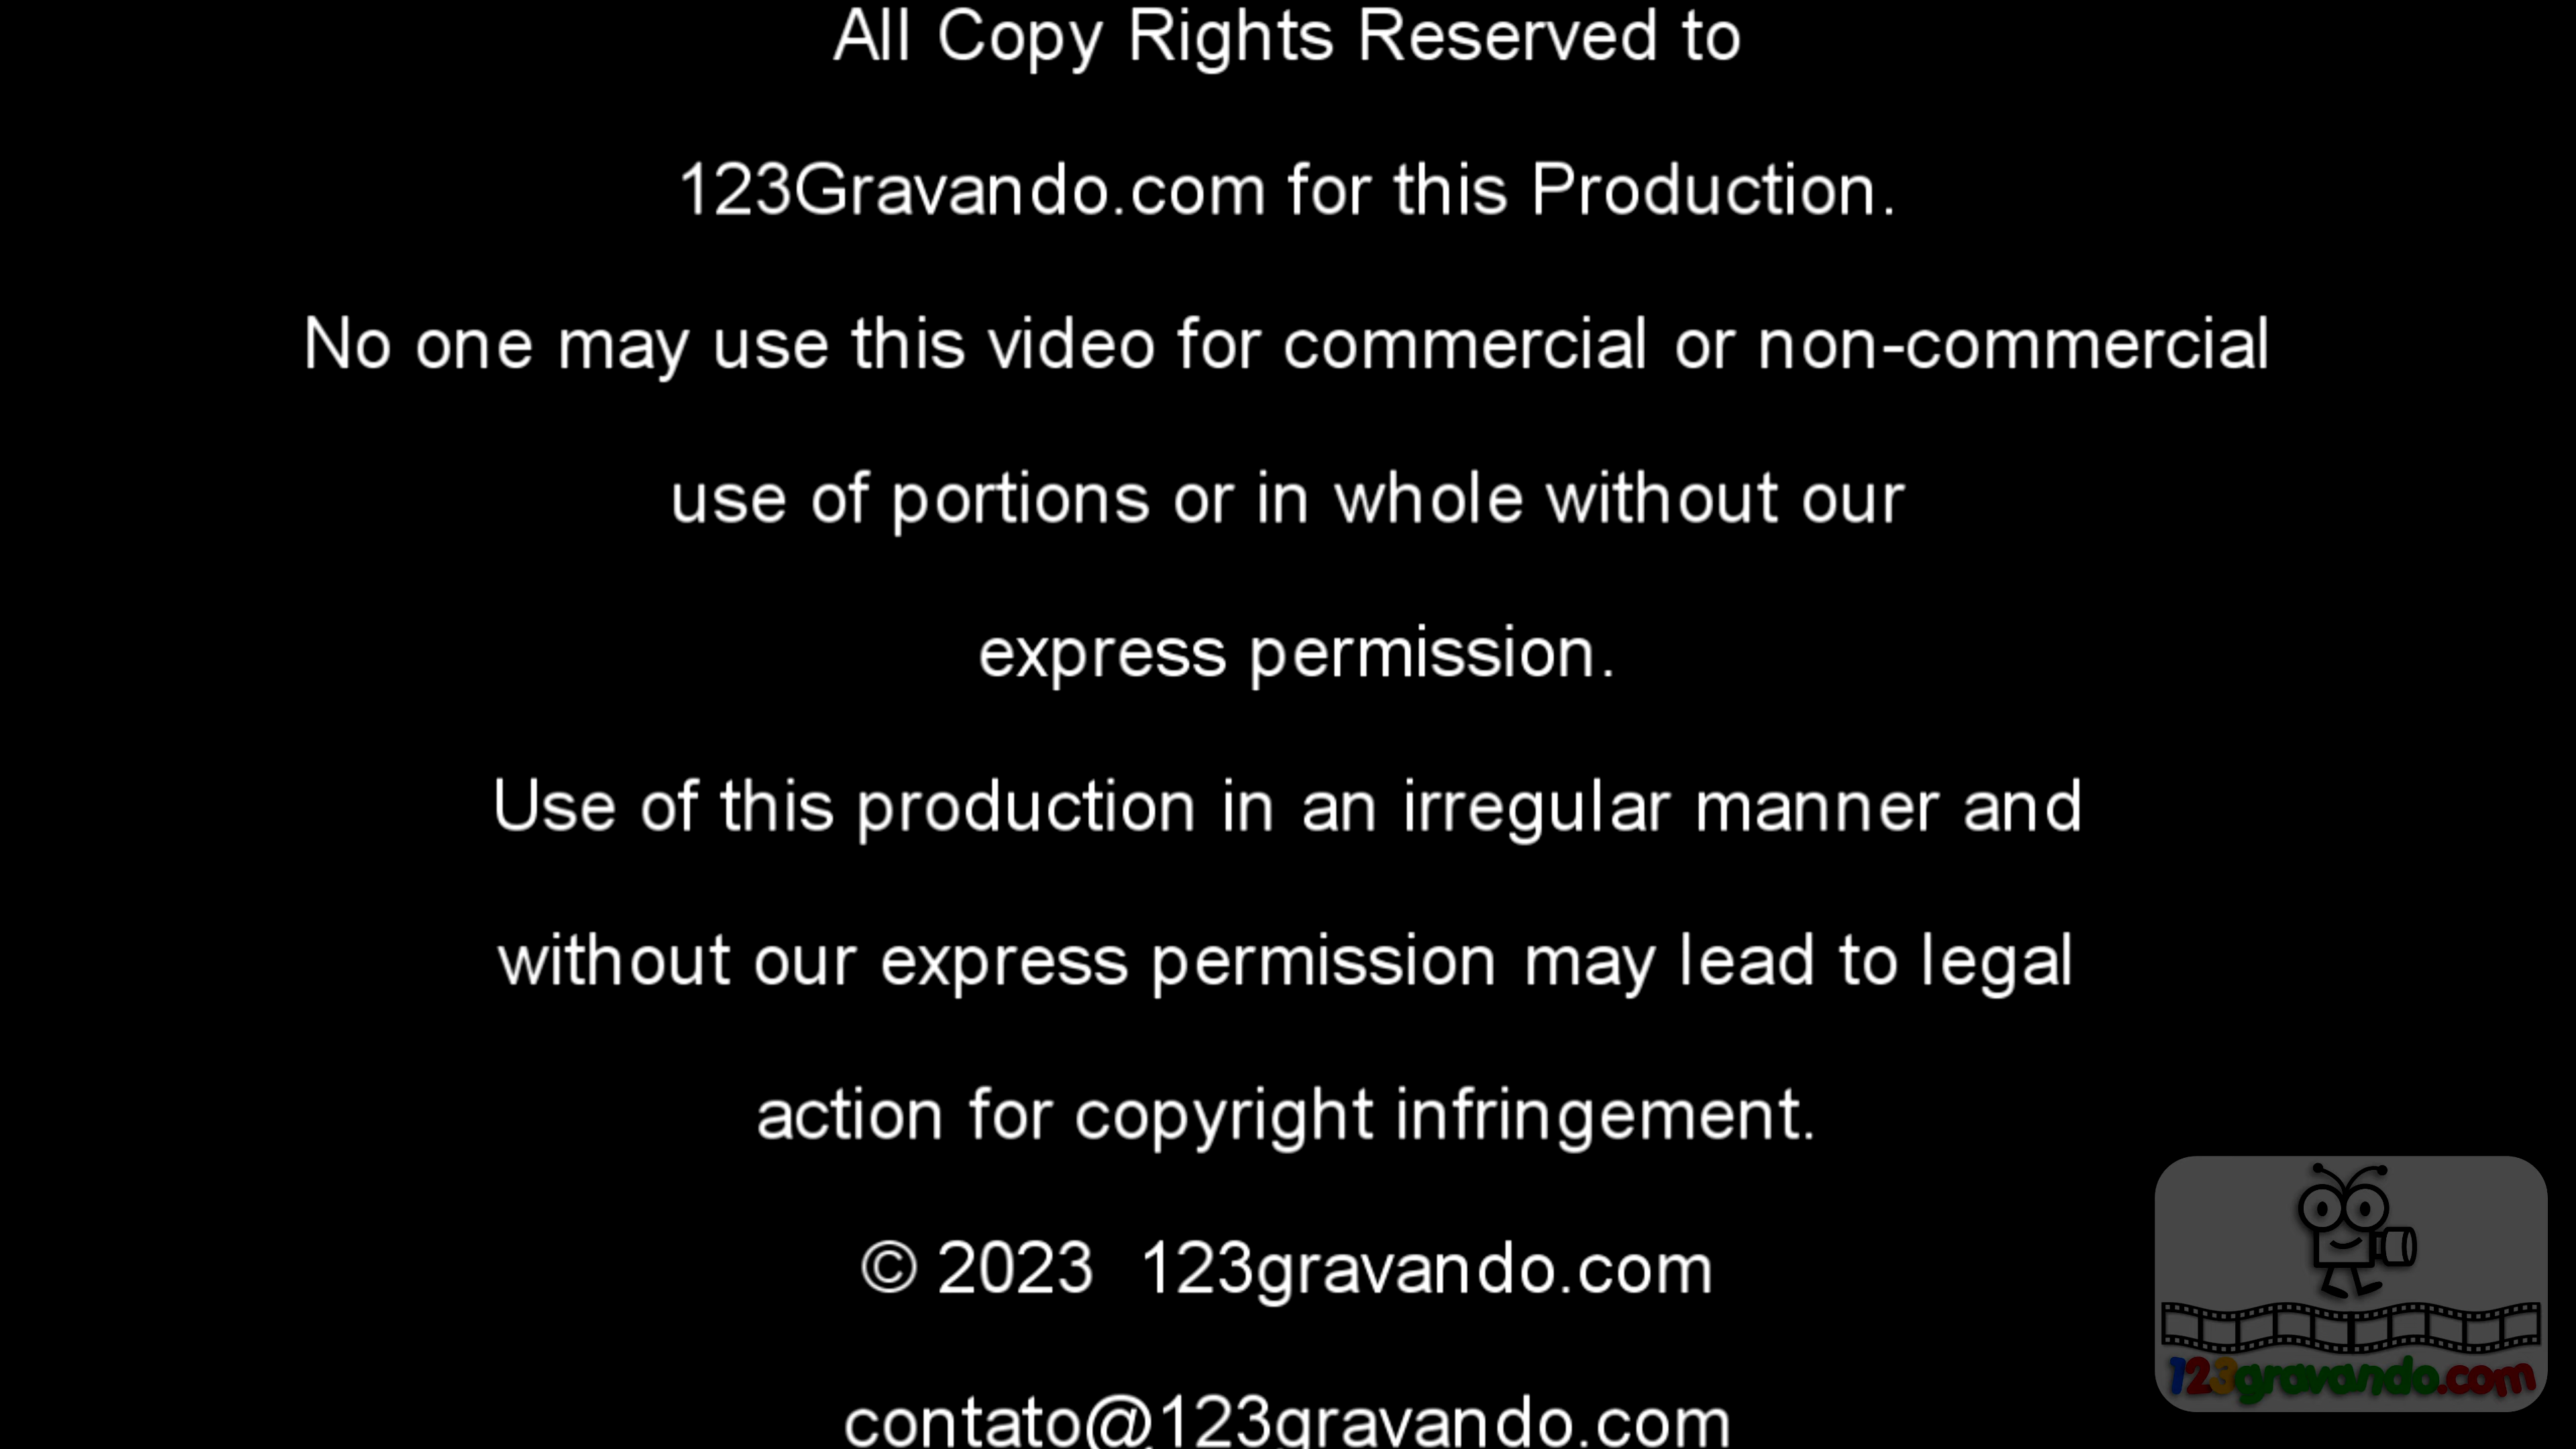 All Copy Rights Reserved to
123Gravando.com for this Production.
No one may use this video for commercial or non-commercial
use of portions or in whole without our
express permission.
Use of this production in an irregular manner and
without our express permission may lead to legal
action for copyright infringement.
© 2023 123gravando.com
contato@123gravando.com
123gravando.com